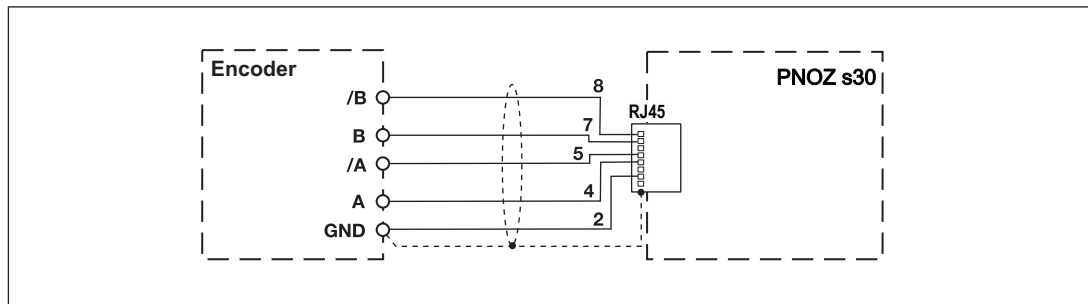 Encoder
PNOZ s30
/B 8
RJ45
B 7
/A 5
A 4
GND 2